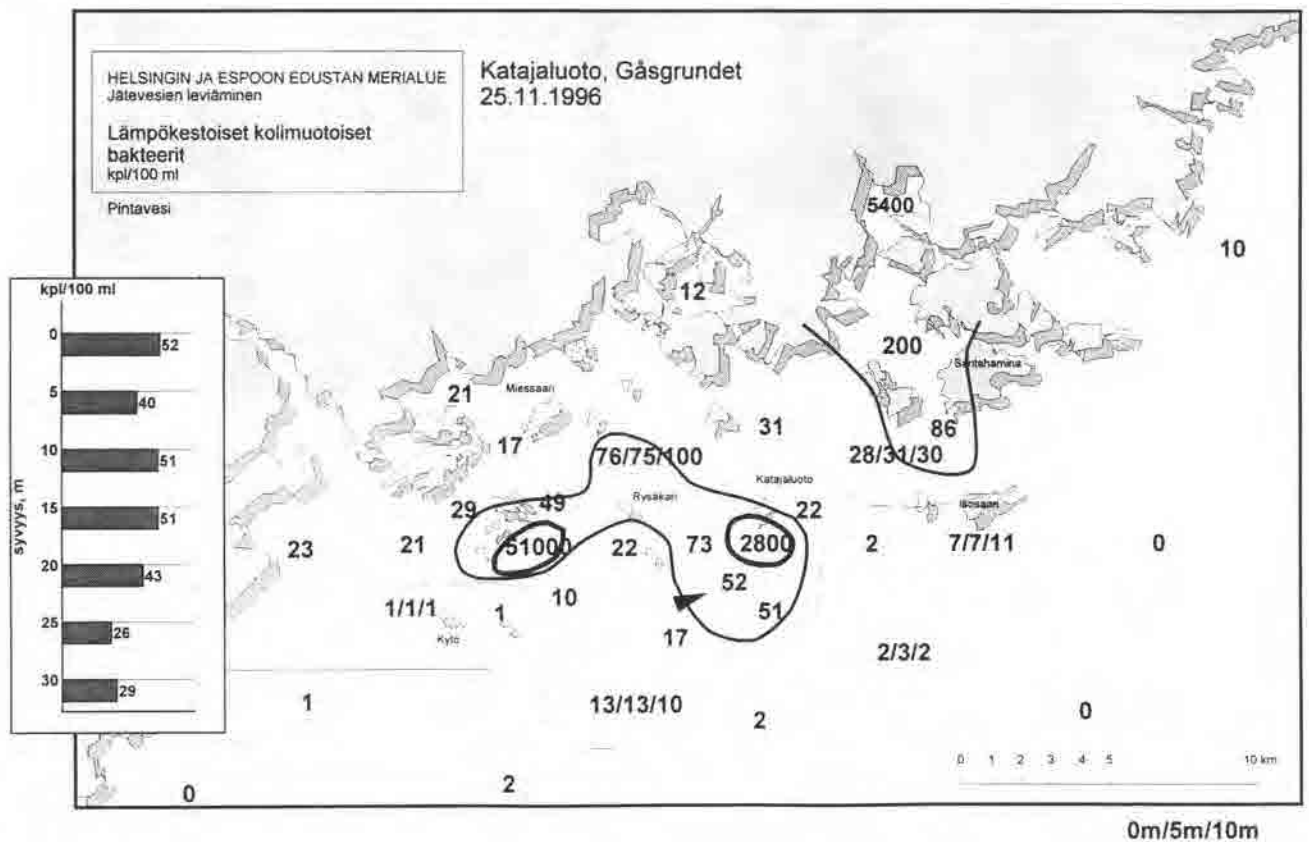 HELSINGIN JA ESPOON EDUSTAN MERIALUE
Jätevesien leviäminen
Lämpökestoiset kolimuotoiset
bakteerit
kpl/100 ml
Pintavesi
Katajaluoto, Gåsgrundet
25.11.1996
5400
10
12
200
Santahamina
21
Miessaari
17
31
86
76/75/100
28/31/30
Katajaluoto
29
49
Rysäkari
22
Isosaari
23
21
51000
22
73
2800
2
7/7/11
0
52
1/1/1
1
10
51
Kytö
17
2/3/2
1
13/13/10
2
0
0
2
0 1 2 3 4 5 10 km
0m/5m/10m
kpl/100 ml
syvyys, m
0 52
5 40
10 51
15 51
20 43
25 26
30 29